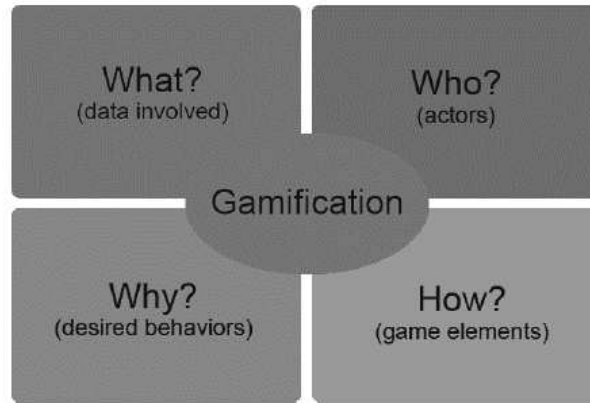 What?
(data involved)
Who?
(actors)
Gamification
Why?
(desired behaviors)
How?
(game elements)